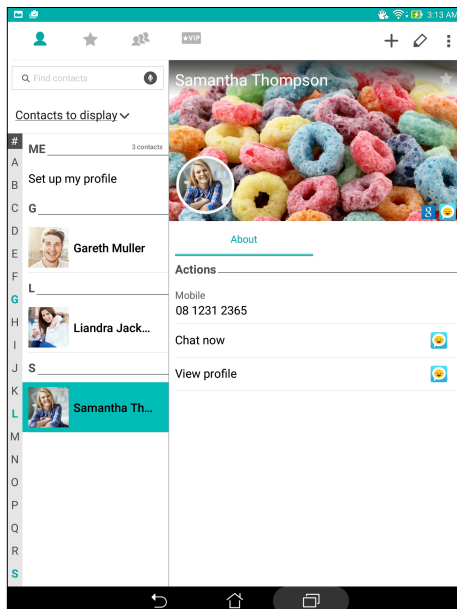 3:13 AM
VIP
Find contacts
Samantha Thompson
Contacts to display
#
A
B
C
D
E
F
G
H
I
J
K
L
M
N
O
P
Q
R
S
ME
3 contacts
Set up my profile
G
Gareth Muller
L
Liandra Jack...
S
Samantha Th...
8
About
Actions
Mobile
08 1231 2365
Chat now
View profile